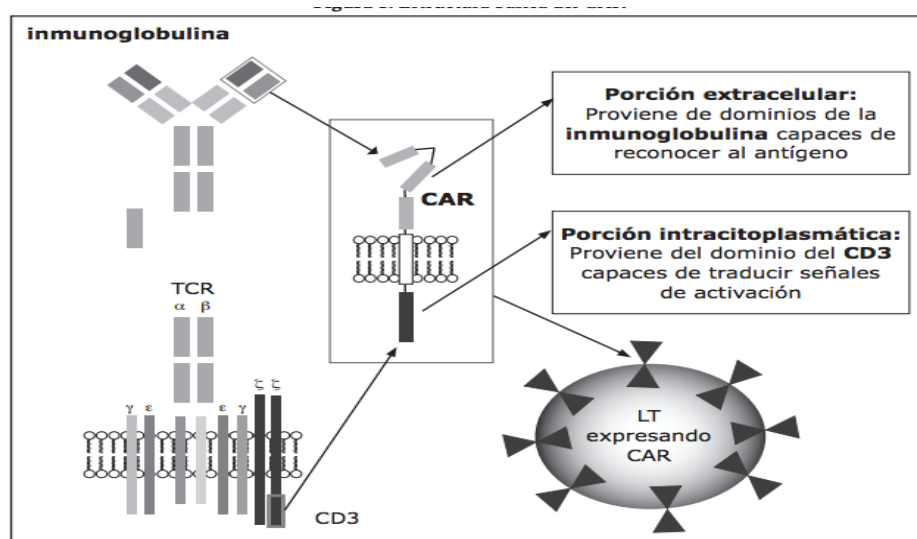 inmunoglobulina
Porción extracelular:
Proviene de dominios de la
inmunoglobulina capaces de
reconocer al antígeno
CAR
Porción intracitoplasmática:
Proviene del dominio del CD3
capaces de traducir señales
de activación
TCR
α β
γ ε ε γ ζ ζ
CD3
LT
expresando
CAR